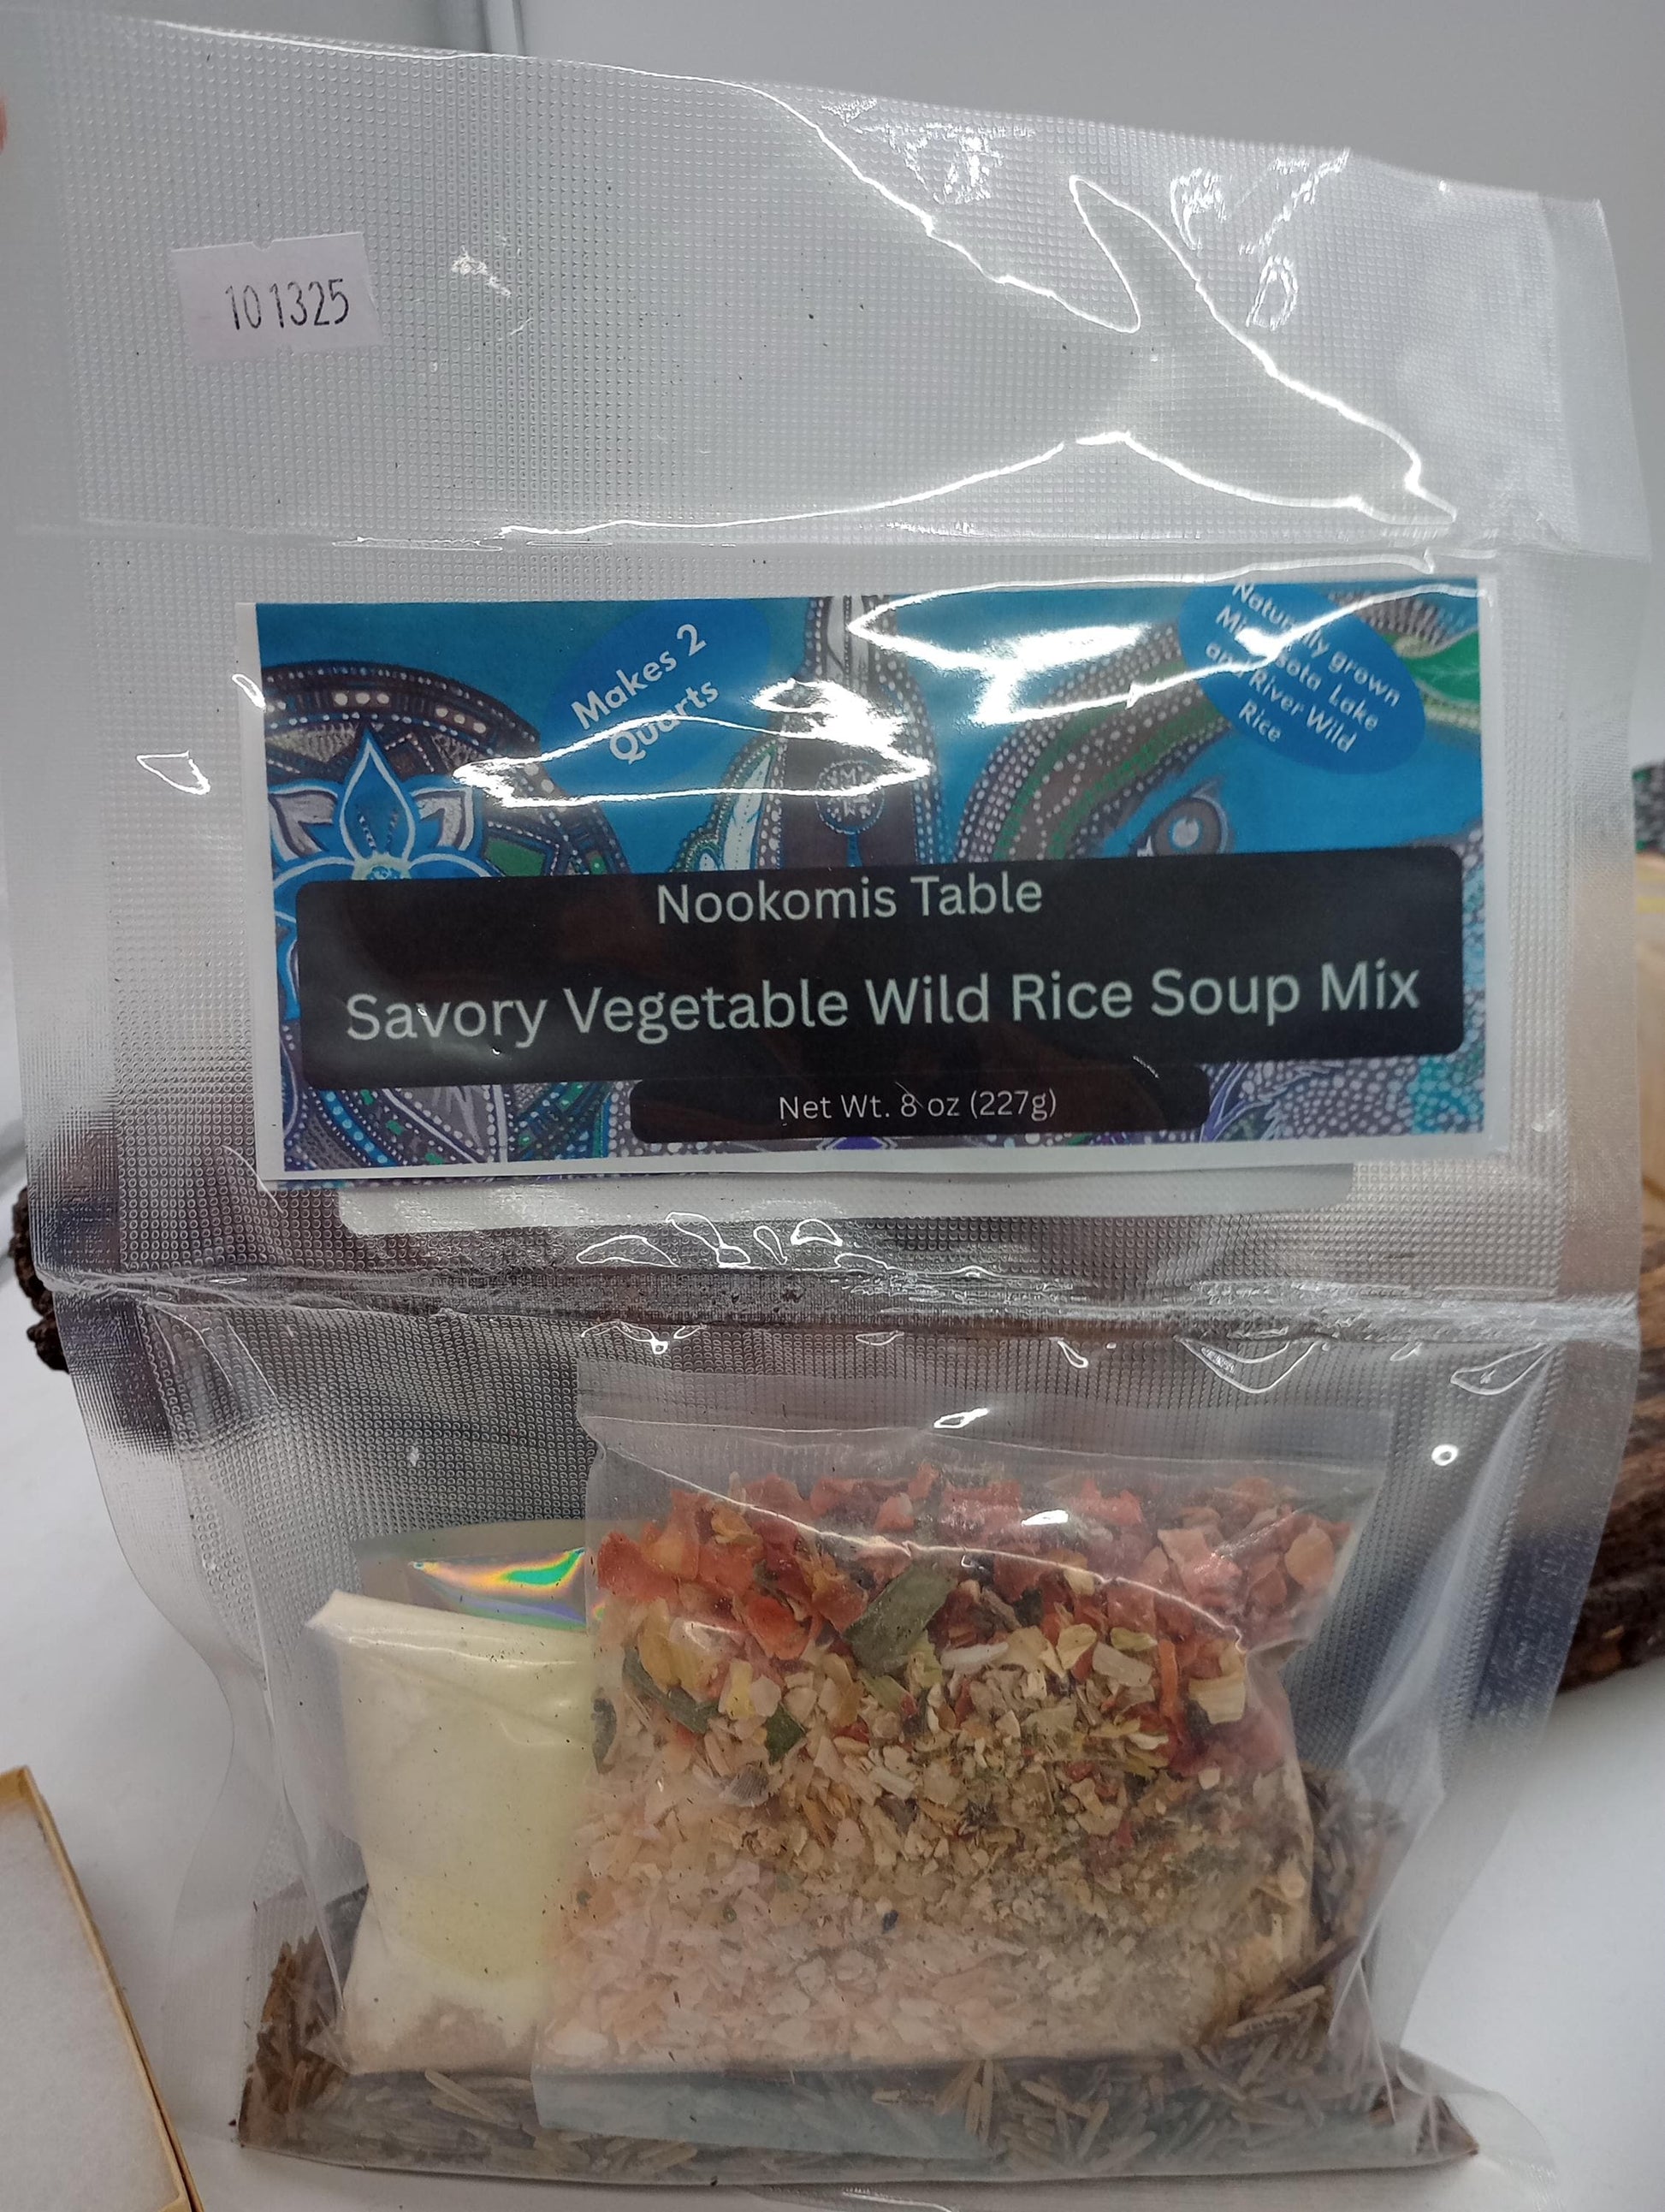 101325
Makes 2
Quarts
Naturally grown
Minnesota Lake
and River Wild
Rice
Nookomis Table
Savory Vegetable Wild Rice Soup Mix
Net Wt. 8 oz (227g)